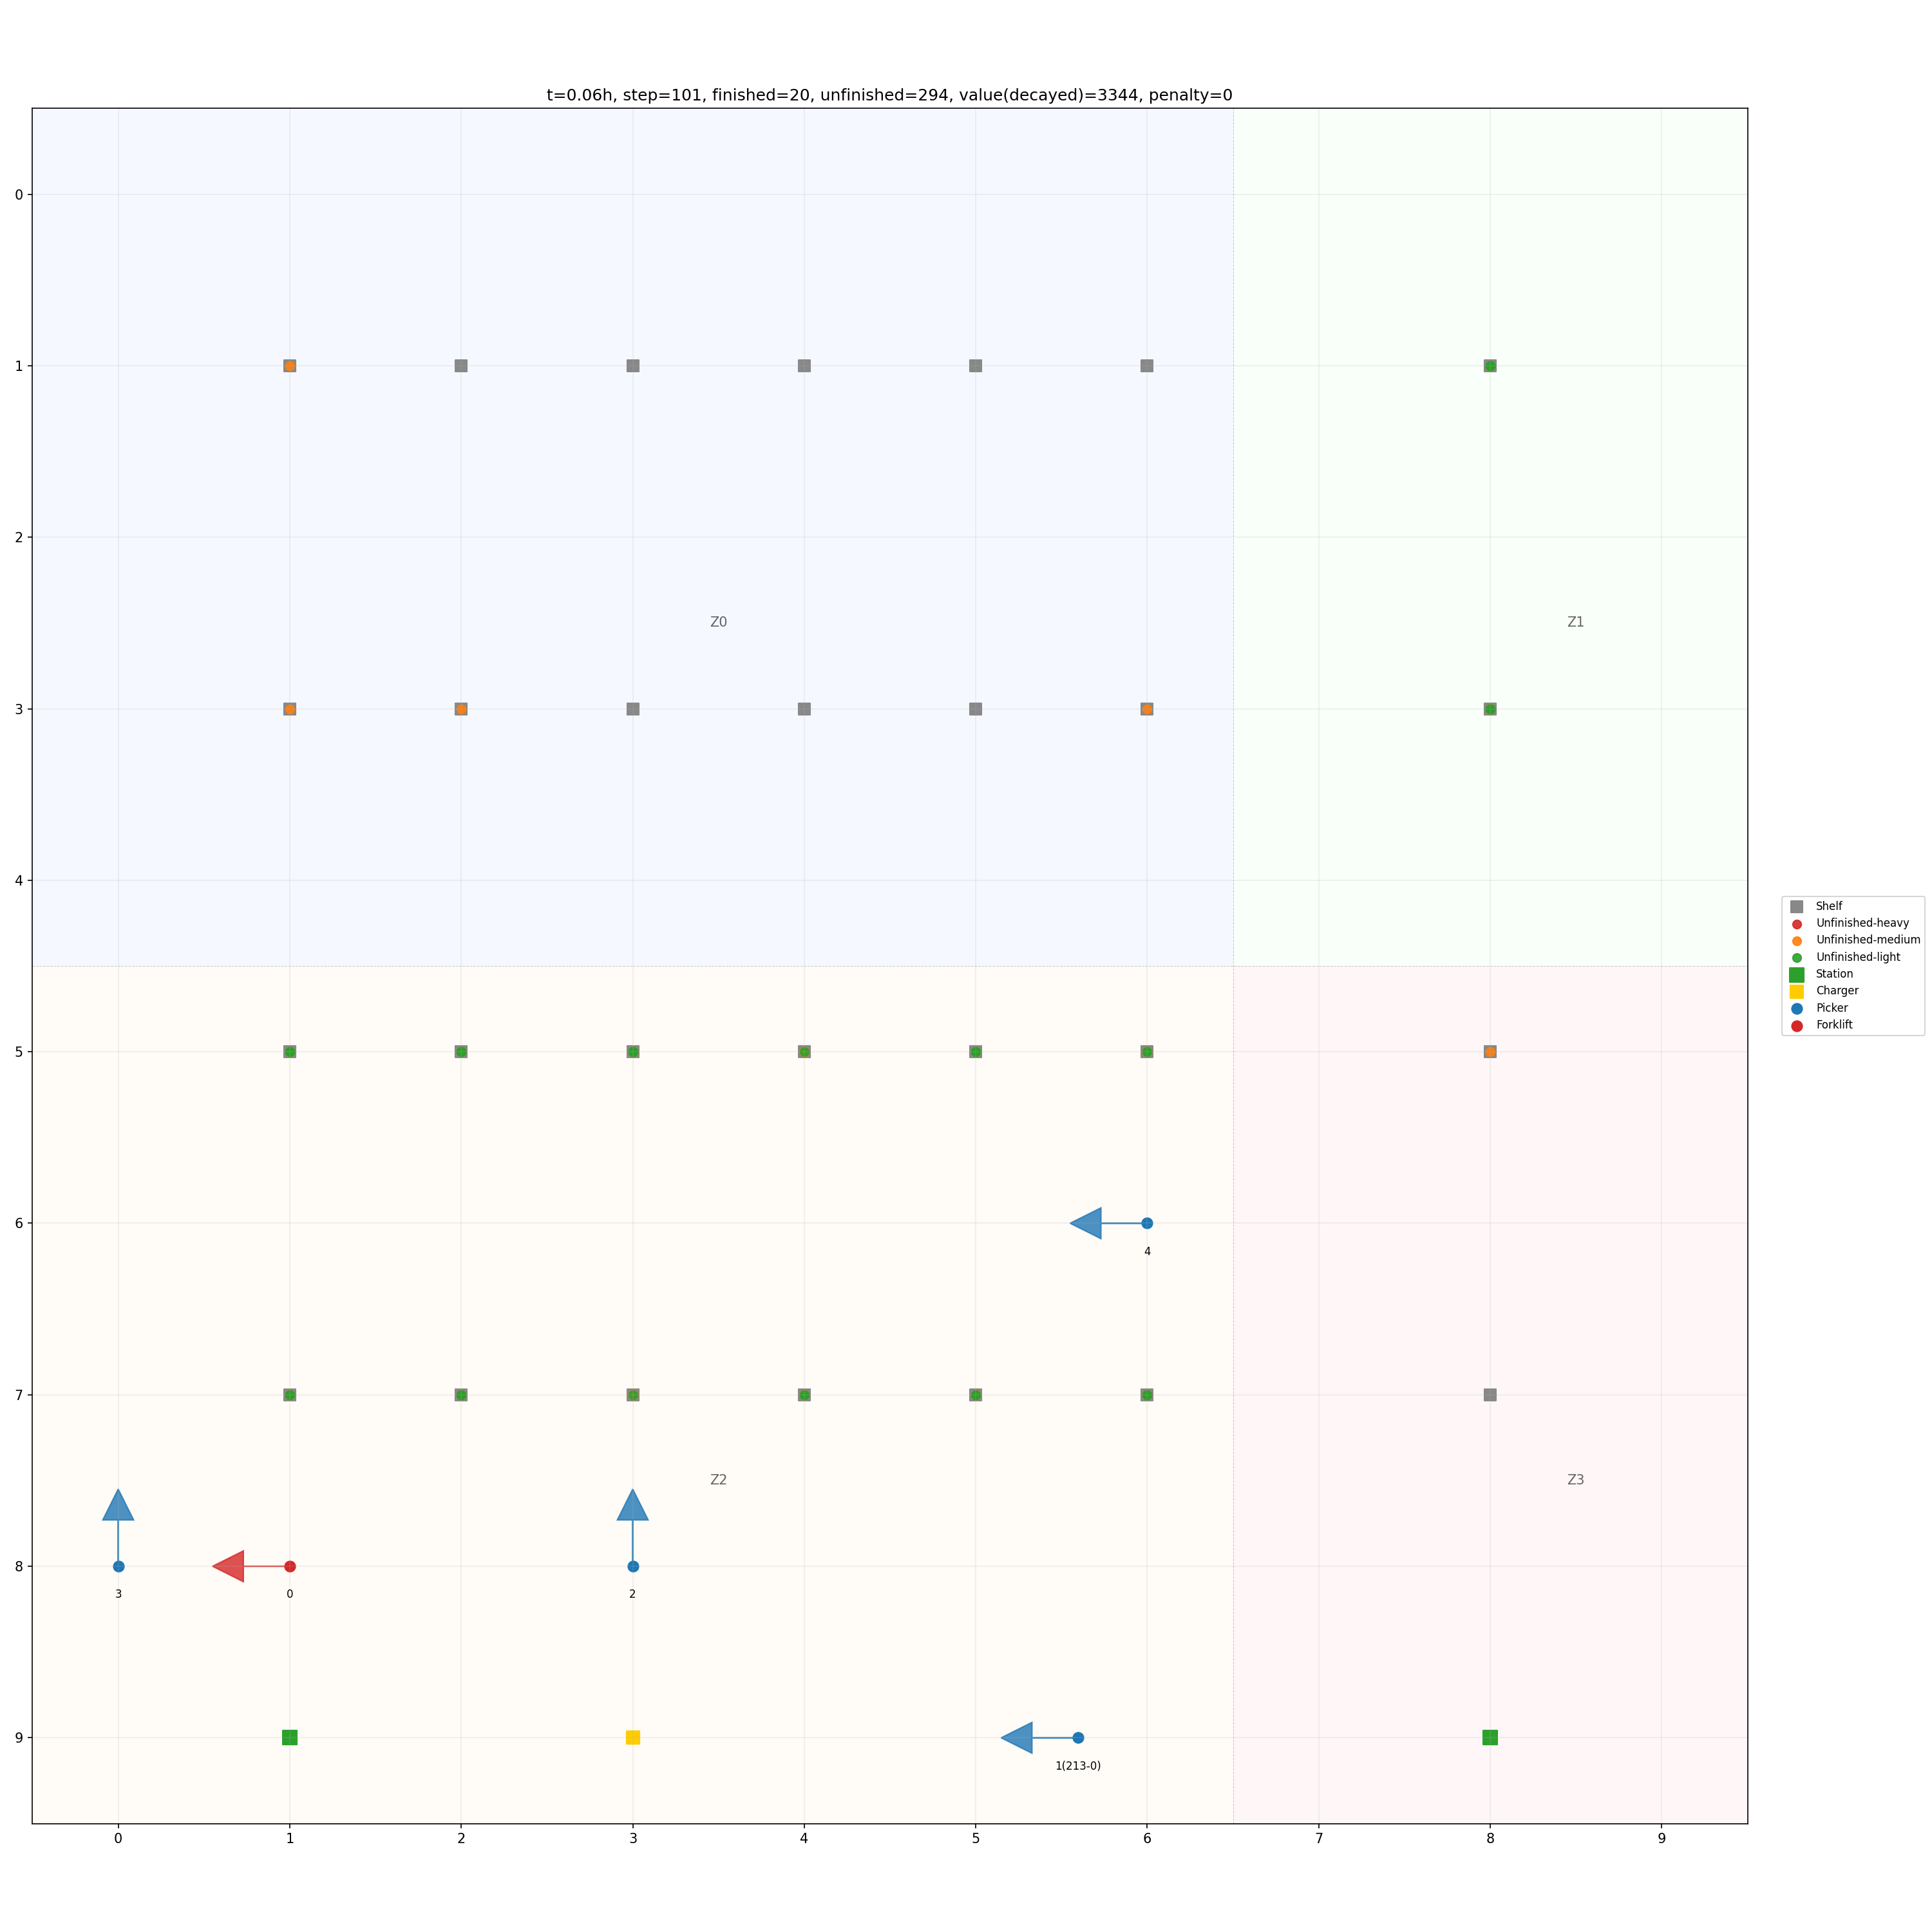 t=0.06h, step=101, finished=20, unfinished=294, value(decayed)=3344, penalty=0
0
1
2
Z0
Z1
3
4
Shelf
Unfinished-heavy
Unfinished-medium
Unfinished-light
Station
Charger
Picker
Forklift
5
6
4
7
Z2
Z3
8
3
0
2
9
1(213-0)
0 1 2 3 4 5 6 7 8 9